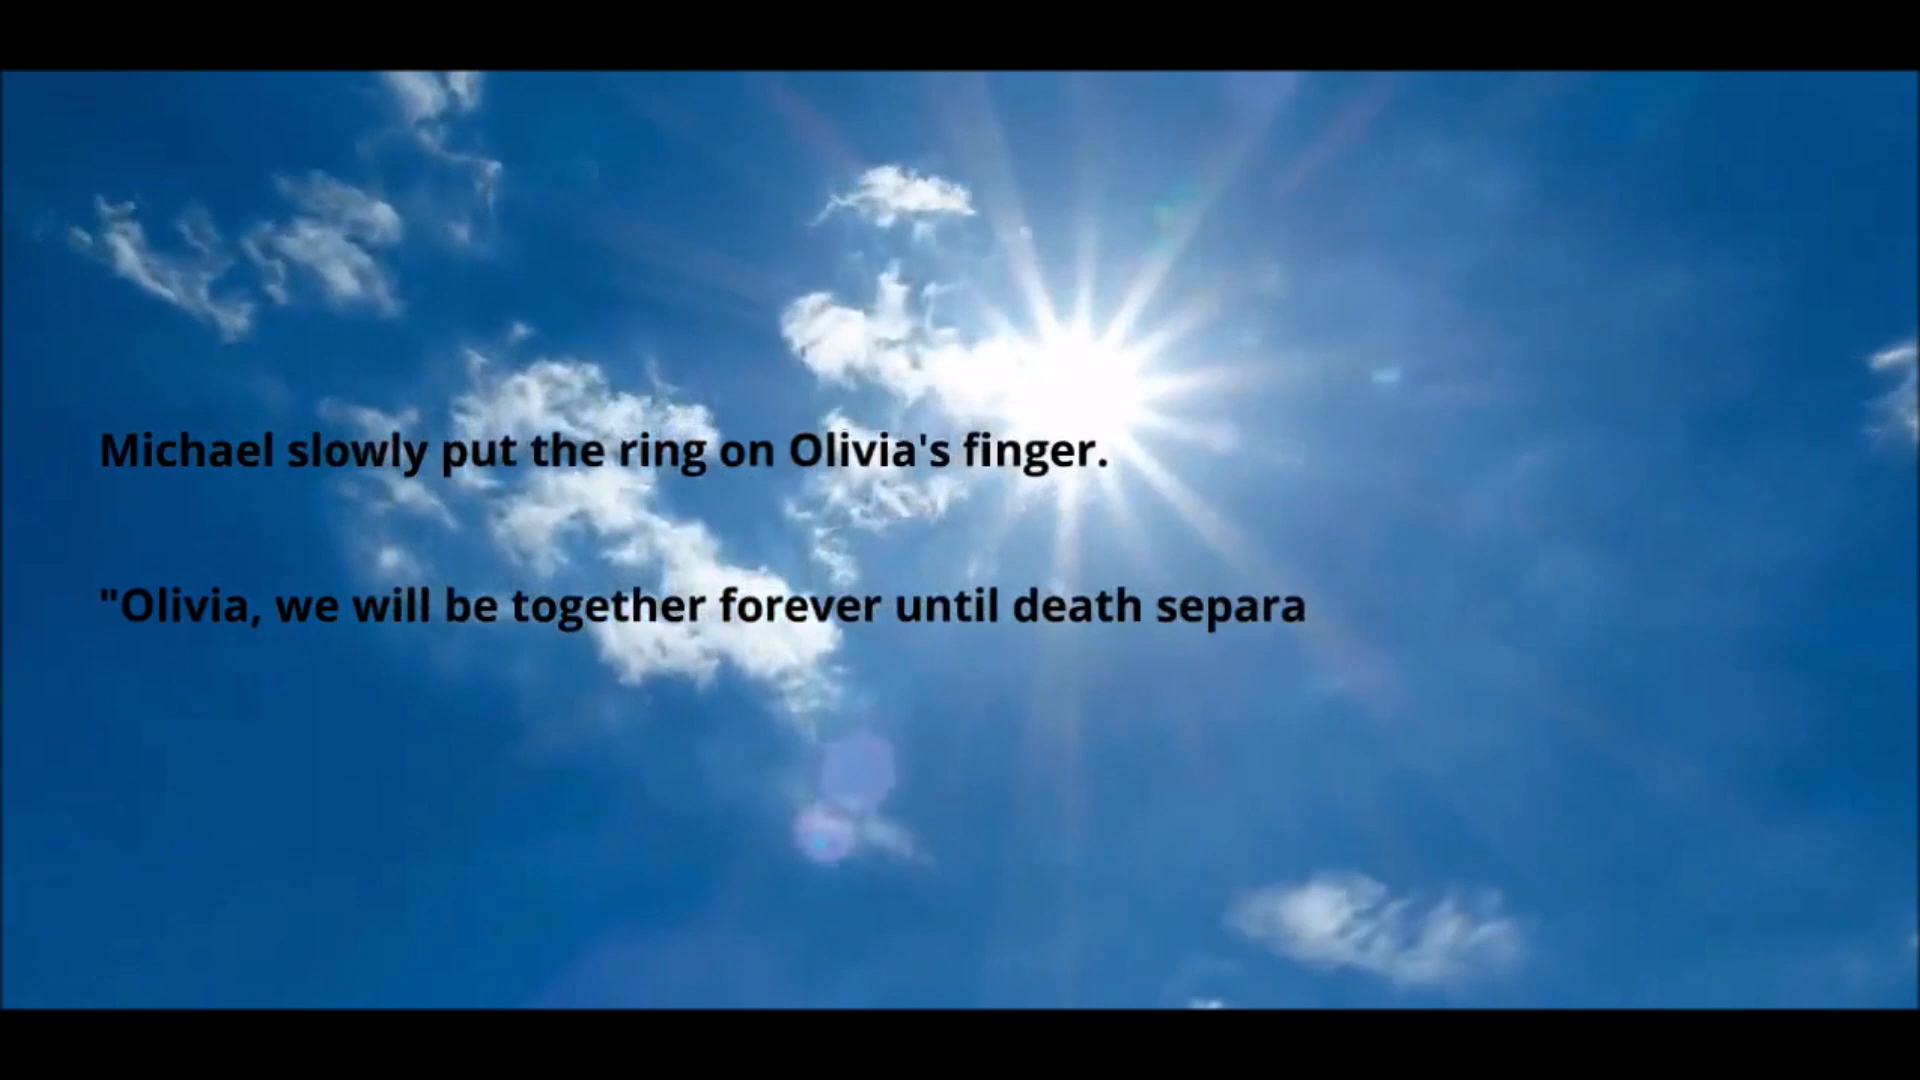 Michael slowly put the ring on Olivia's finger.
"Olivia, we will be together forever until death separa